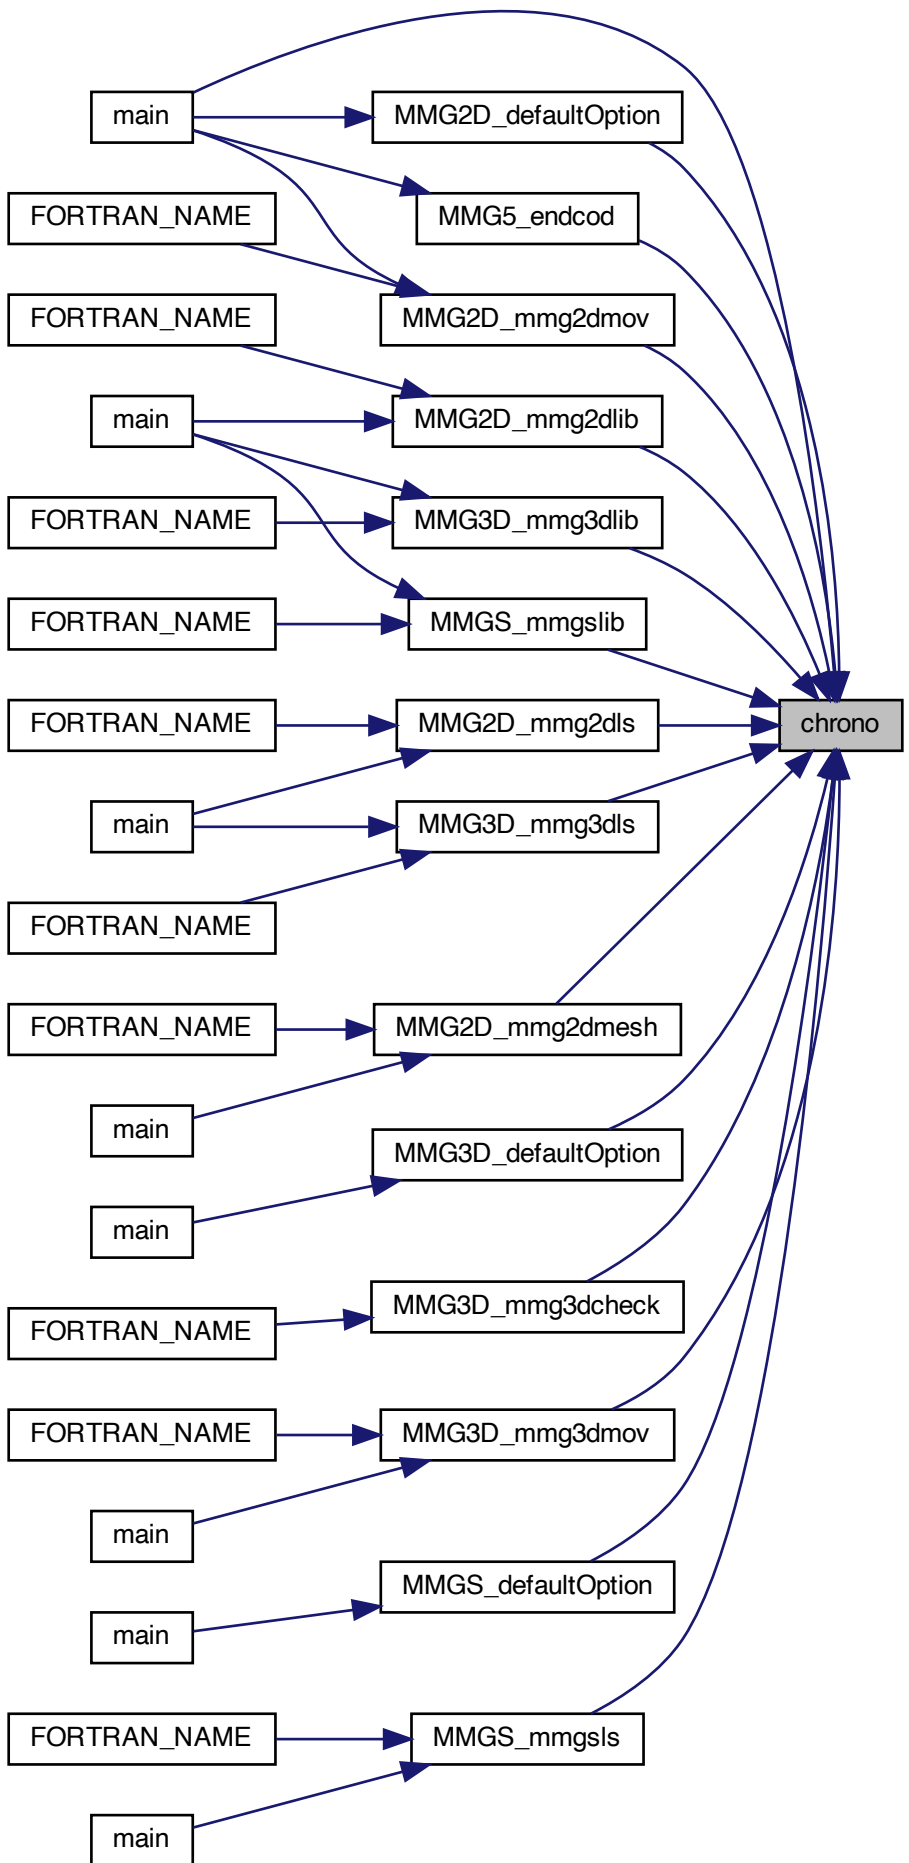 main
MMG2D_defaultOption
FORTRAN_NAME
MMG5_endcod
FORTRAN_NAME
MMG2D_mmg2dmov
main
MMG2D_mmg2dlib
FORTRAN_NAME
MMG3D_mmg3dlib
FORTRAN_NAME
MMGS_mmgslib
FORTRAN_NAME
MMG2D_mmg2dls
chrono
main
MMG3D_mmg3dls
FORTRAN_NAME
FORTRAN_NAME
MMG2D_mmg2dmesh
main
MMG3D_defaultOption
main
MMG3D_mmg3dcheck
FORTRAN_NAME
FORTRAN_NAME
MMG3D_mmg3dmov
main
MMGS_defaultOption
main
FORTRAN_NAME
MMGS_mmgsls
main